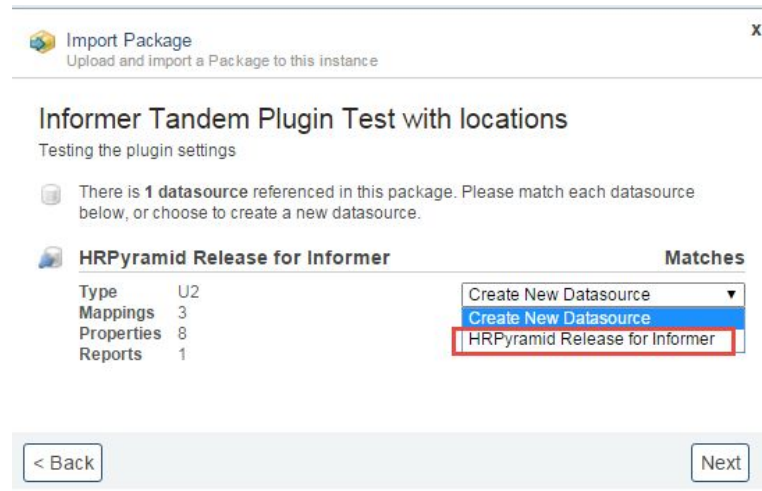 Import Package
x
Upload and import a Package to this instance
Informer Tandem Plugin Test with locations
Testing the plugin settings
There is 1 datasource referenced in this package. Please match each datasource
below, or choose to create a new datasource.
HRPyramid Release for Informer Matches
Type U2 Create New Datasource
Mappings 3 Create New Datasource
Properties 8 HRPyramid Release for Informer
Reports 1
< Back Next